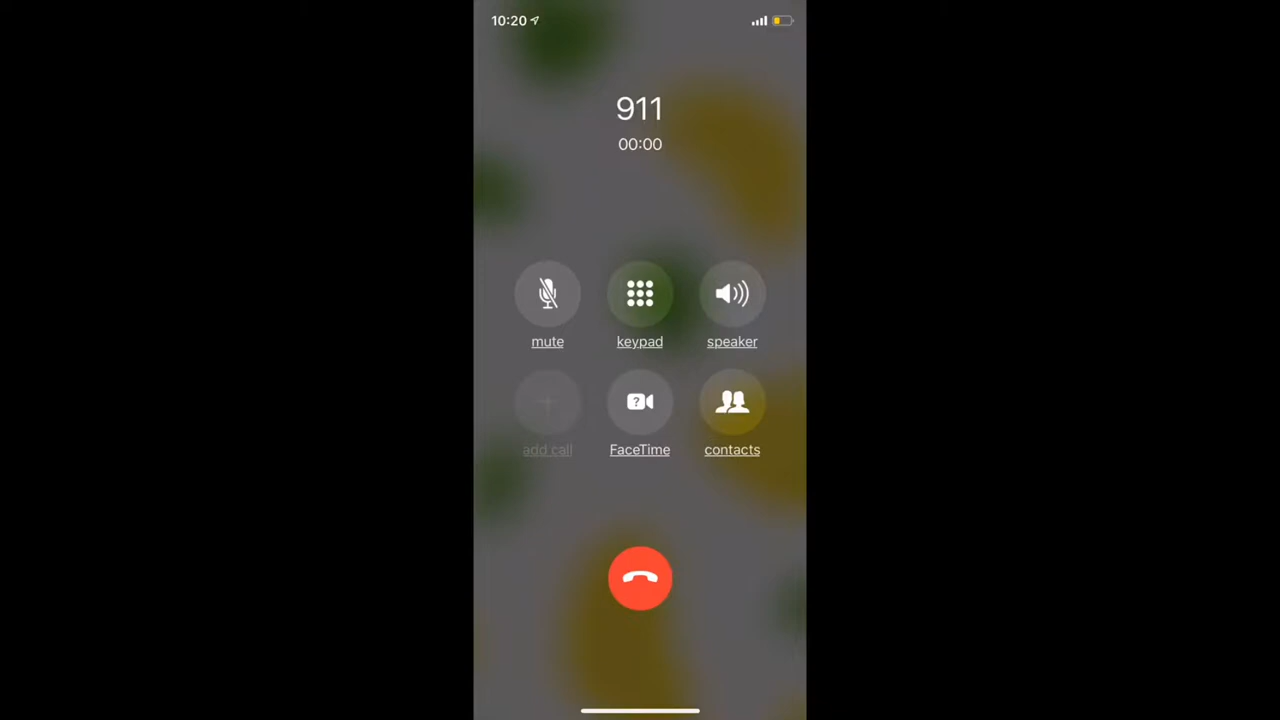 10:20
911
00:00
mute
keypad
speaker
add call
FaceTime
contacts